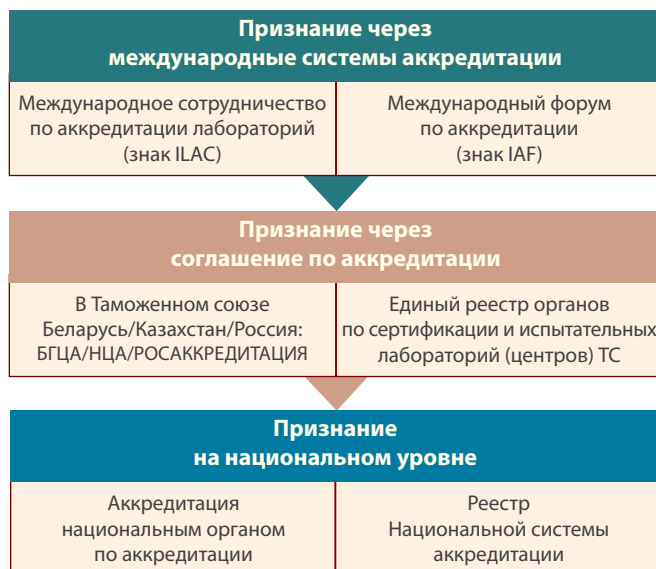 Признание через
международные системы аккредитации
Международное сотрудничество
по аккредитации лабораторий
(знак ILAC)
Международный форум
по аккредитации
(знак IAF)
Признание через
соглашение по аккредитации
В Таможенном союзе
Беларусь/Казахстан/Россия:
БГЦА/НЦА/РОСАККРЕДИТАЦИЯ
Единый реестр органов
по сертификации и испытательных
лабораторий (центров) ТС
Признание
на национальном уровне
Аккредитация
национальным органом
по аккредитации
Реестр
Национальной системы
аккредитации